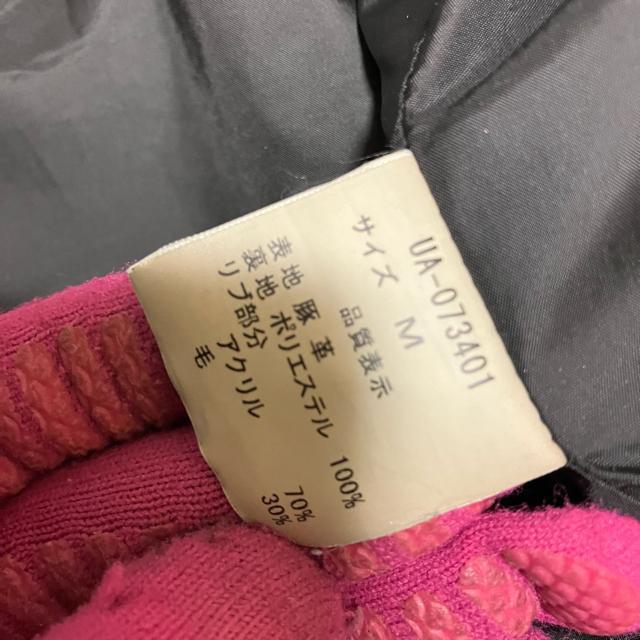 UA-073401
サイズ M
品質表示
表地 豚革
裏地 ポリエステル 100%
リブ部分 アクリル 70%
毛 30%